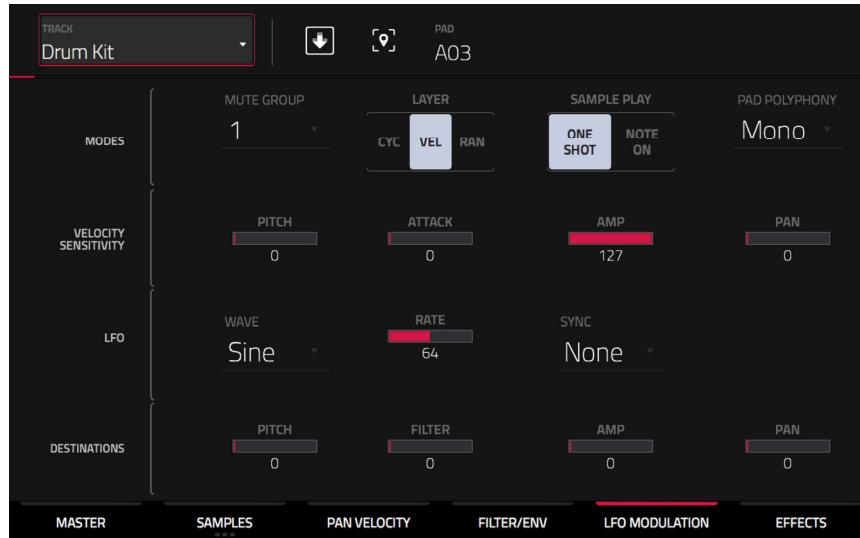 TRACK
Drum Kit
PAD
A03
MODES
MUTE GROUP
1
LAYER
CYC VEL RAN
SAMPLE PLAY
ONE SHOT
NOTE ON
PAD POLYPHONY
Mono
VELOCITY
SENSITIVITY
PITCH
0
ATTACK
0
AMP
127
PAN
0
LFO
WAVE
Sine
RATE
64
SYNC
None
DESTINATIONS
PITCH
0
FILTER
0
AMP
0
PAN
0
MASTER SAMPLES PAN VELOCITY FILTER/ENV LFO MODULATION EFFECTS